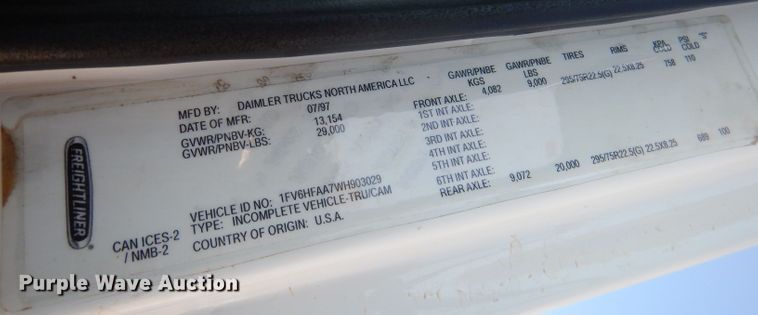 FREIGHTLINER
CAN ICES-2
/ NMB-2
MFD BY: DAIMLER TRUCKS NORTH AMERICA LLC
DATE OF MFR: 07/97
GVWR/PNBV-KG: 13,154
GVWR/PNBV-LBS: 29,000
VEHICLE ID NO: 1FV6HFAA7WH903029
TYPE: INCOMPLETE VEHICLE-TRU/CAM
COUNTRY OF ORIGIN: U.S.A.
GAWR/PNBE KGS GAWR/PNBE LBS TIRES RIMS KPA COLD PSI COLD "S"
FRONT AXLE: 4,082 9,000 295/75R22.5(G) 22.5X8.25 758 110
1ST INT AXLE:
2ND INT AXLE:
3RD INT AXLE:
4TH INT AXLE:
5TH INT AXLE:
6TH INT AXLE:
REAR AXLE: 9,072 20,000 295/75R22.5(G) 22.5X8.25 689 100
Purple Wave Auction